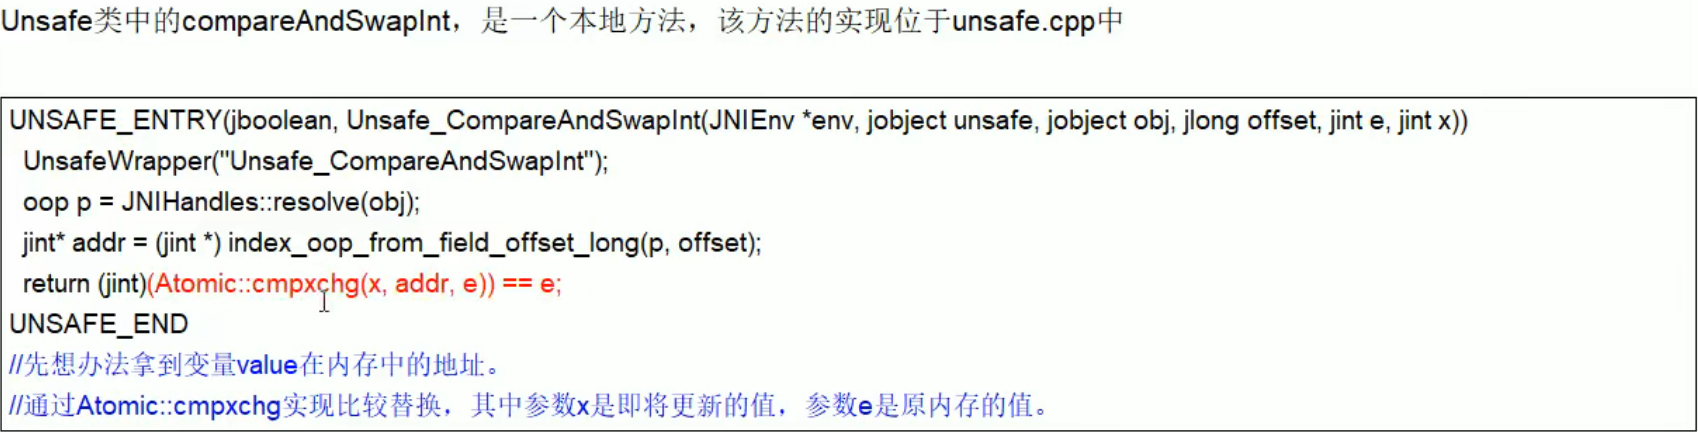 Unsafe类中的compareAndSwapInt，是一个本地方法，该方法的实现位于unsafe.cpp中
UNSAFE_ENTRY(jboolean, Unsafe_CompareAndSwapInt(JNIEnv *env, jobject unsafe, jobject obj, jlong offset, jint e, jint x))
UnsafeWrapper("Unsafe_CompareAndSwapInt");
oop p = JNIHandles::resolve(obj);
jint* addr = (jint *) index_oop_from_field_offset_long(p, offset);
return (jint)(Atomic::cmpxchg(x, addr, e)) == e;
UNSAFE_END
//先想办法拿到变量value在内存中的地址。
//通过Atomic::cmpxchg实现比较替换，其中参数x是即将更新的值，参数e是原内存的值。